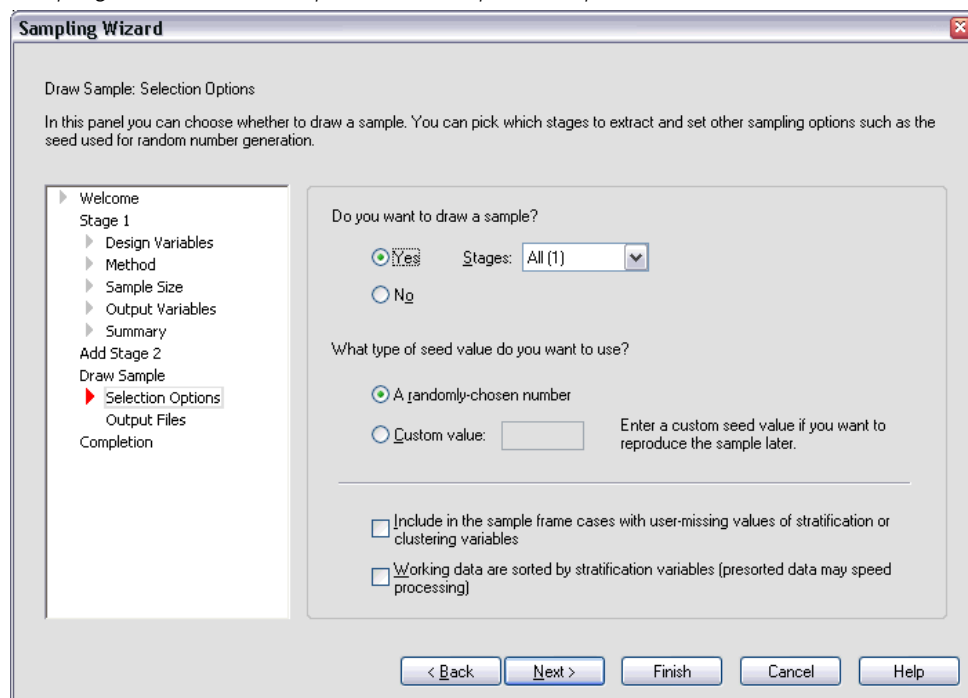 Sampling Wizard
Draw Sample: Selection Options
In this panel you can choose whether to draw a sample. You can pick which stages to extract and set other sampling options such as the
seed used for random number generation.
Welcome
Stage 1
Design Variables
Method
Sample Size
Output Variables
Summary
Add Stage 2
Draw Sample
Selection Options
Output Files
Completion
Do you want to draw a sample?
Yes Stages: All (1)
No
What type of seed value do you want to use?
A randomly-chosen number
Custom value: Enter a custom seed value if you want to
reproduce the sample later.
Include in the sample frame cases with user-missing values of stratification or
clustering variables
Working data are sorted by stratification variables (presorted data may speed
processing)
< Back Next > Finish Cancel Help